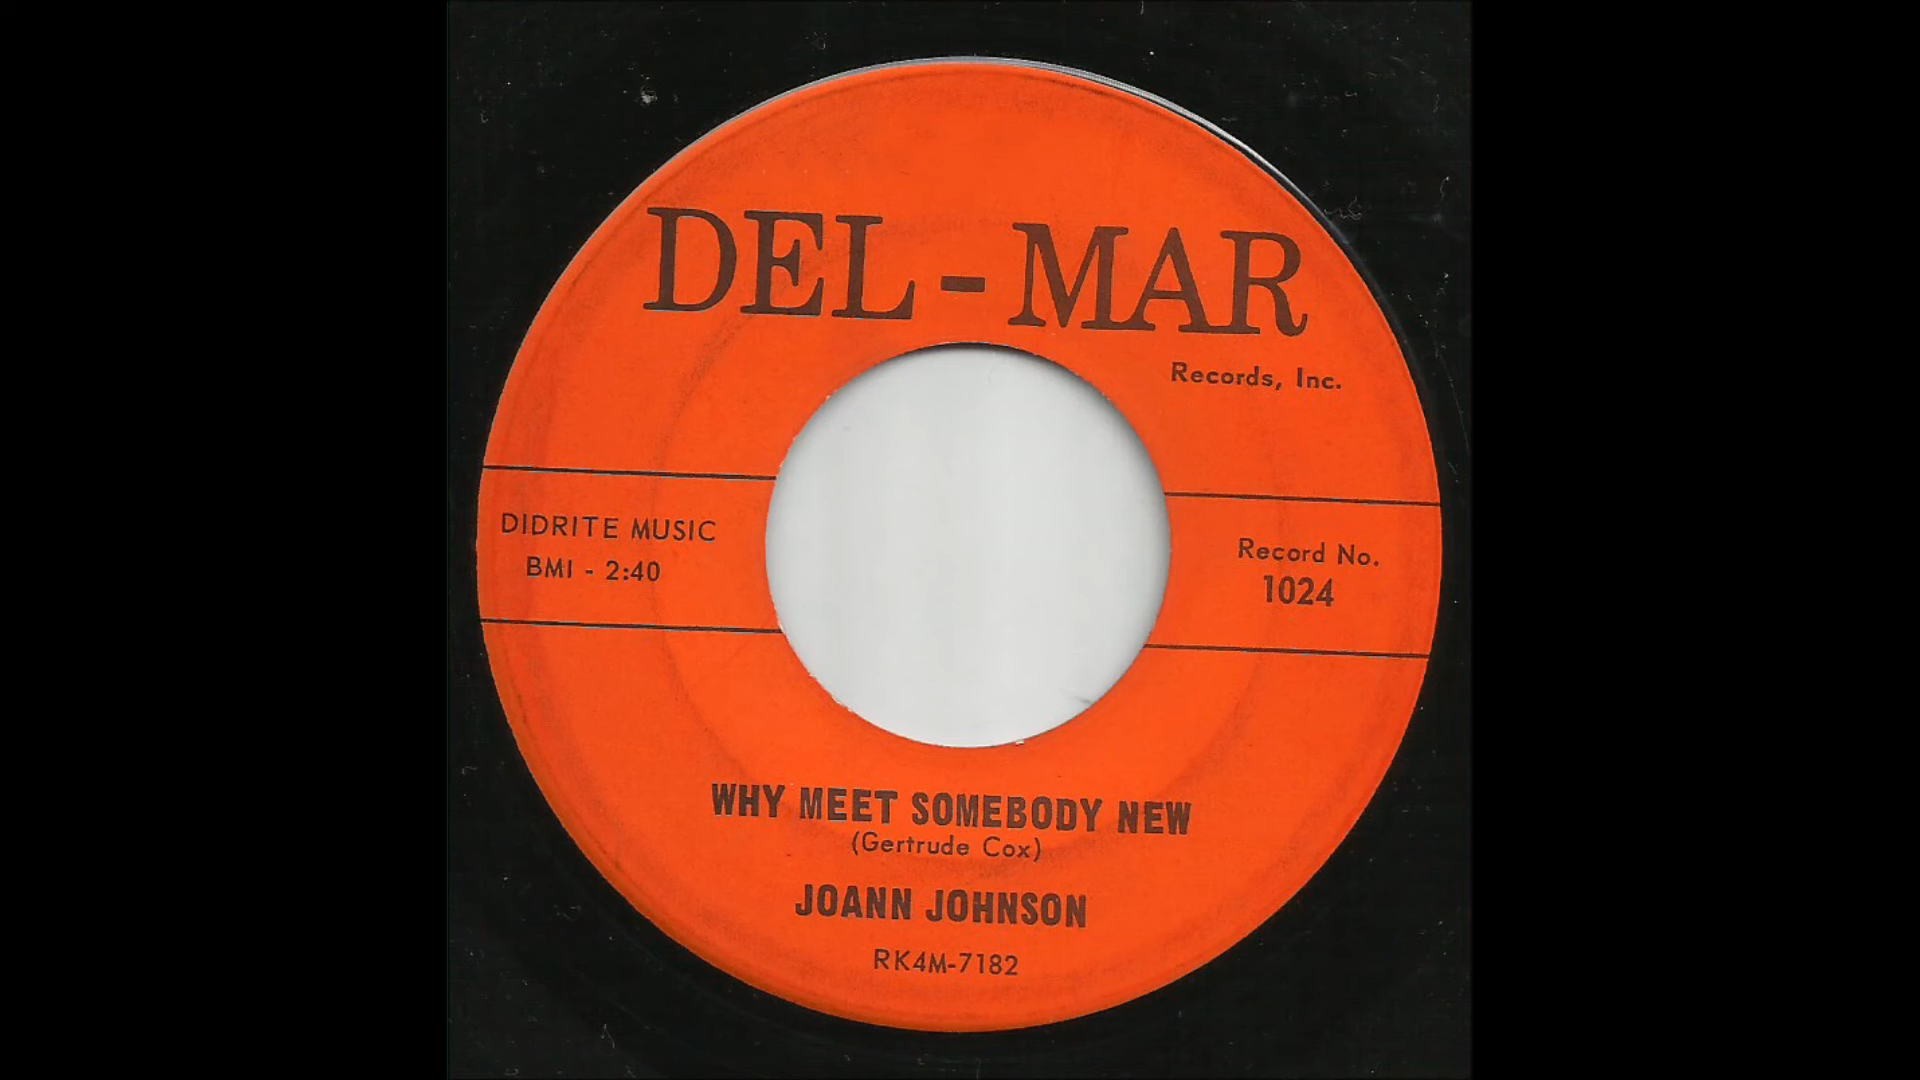 DEL-MAR
Records, Inc.
DIDRITE MUSIC
BMI - 2:40
Record No.
1024
WHY MEET SOMEBODY NEW
(Gertrude Cox)
JOANN JOHNSON
RK4M-7182